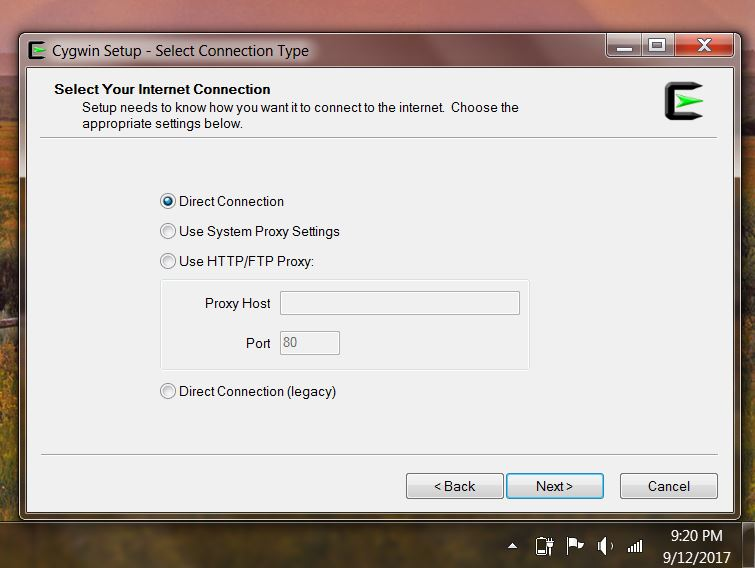 Cygwin Setup - Select Connection Type
Select Your Internet Connection
Setup needs to know how you want it to connect to the internet. Choose the
appropriate settings below.
Direct Connection
Use System Proxy Settings
Use HTTP/FTP Proxy:
Proxy Host
Port 80
Direct Connection (legacy)
< Back Next > Cancel
9:20 PM
9/12/2017